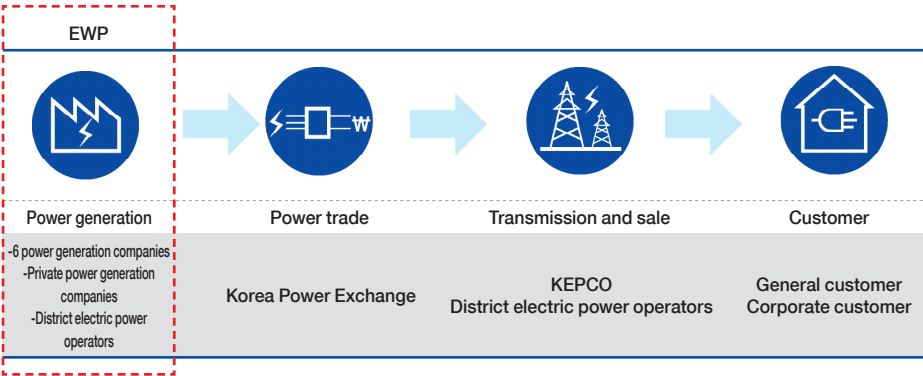 EWP
₩
Power generation
Power trade
Transmission and sale
Customer
-6 power generation companies
-Private power generation
companies
-District electric power
operators
Korea Power Exchange
KEPCO
District electric power operators
General customer
Corporate customer